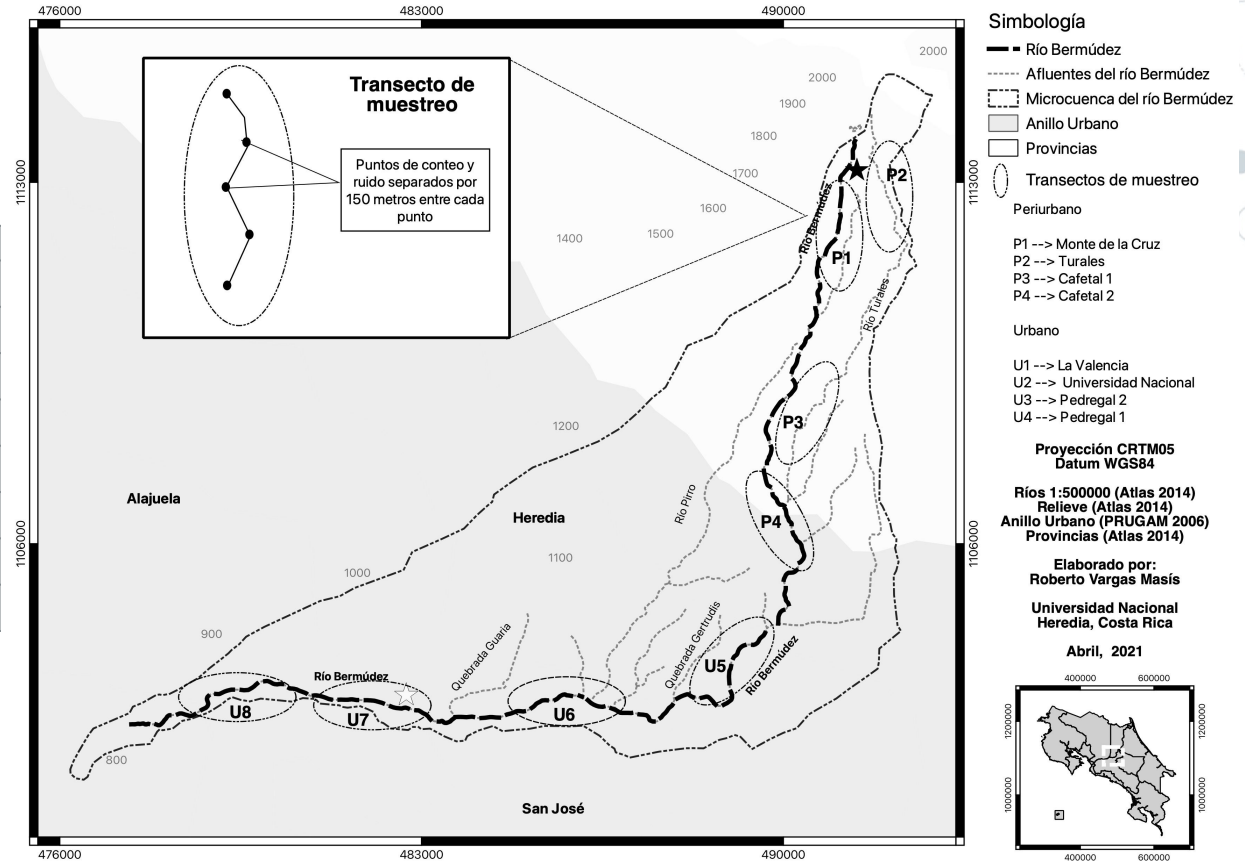 476000
483000
490000
Simbología
Río Bermúdez
Afluentes del río Bermúdez
Microcuenca del río Bermúdez
Anillo Urbano
Provincias
Transectos de muestreo
Periurbano
P1 --> Monte de la Cruz
P2 --> Turales
P3 --> Cafetal 1
P4 --> Cafetal 2
Urbano
U1 --> La Valencia
U2 --> Universidad Nacional
U3 --> Pedregal 2
U4 --> Pedregal 1
Proyección CRTM05
Datum WGS84
Ríos 1:500000 (Atlas 2014)
Relieve (Atlas 2014)
Anillo Urbano (PRUGAM 2006)
Provincias (Atlas 2014)
Elaborado por:
Roberto Vargas Masís
Universidad Nacional
Heredia, Costa Rica
Abril, 2021
400000
600000
1200000
1200000
1000000
1000000
400000
600000
Transecto de
muestreo
Puntos de conteo y
ruido separados por
150 metros entre cada
punto
2000
2000
1900
1800
1700
1600
1500
1400
1200
1100
1000
900
800
1113000
1113000
1106000
1106000
P2
Río Bermúdez
P1
Río Turales
P3
P4
Río Pirro
Alajuela
Heredia
Quebrada Guaria
Quebrada Gertrudis
U5
Río Bermúdez
Río Bermúdez
U8
U7
U6
San José
476000
483000
490000